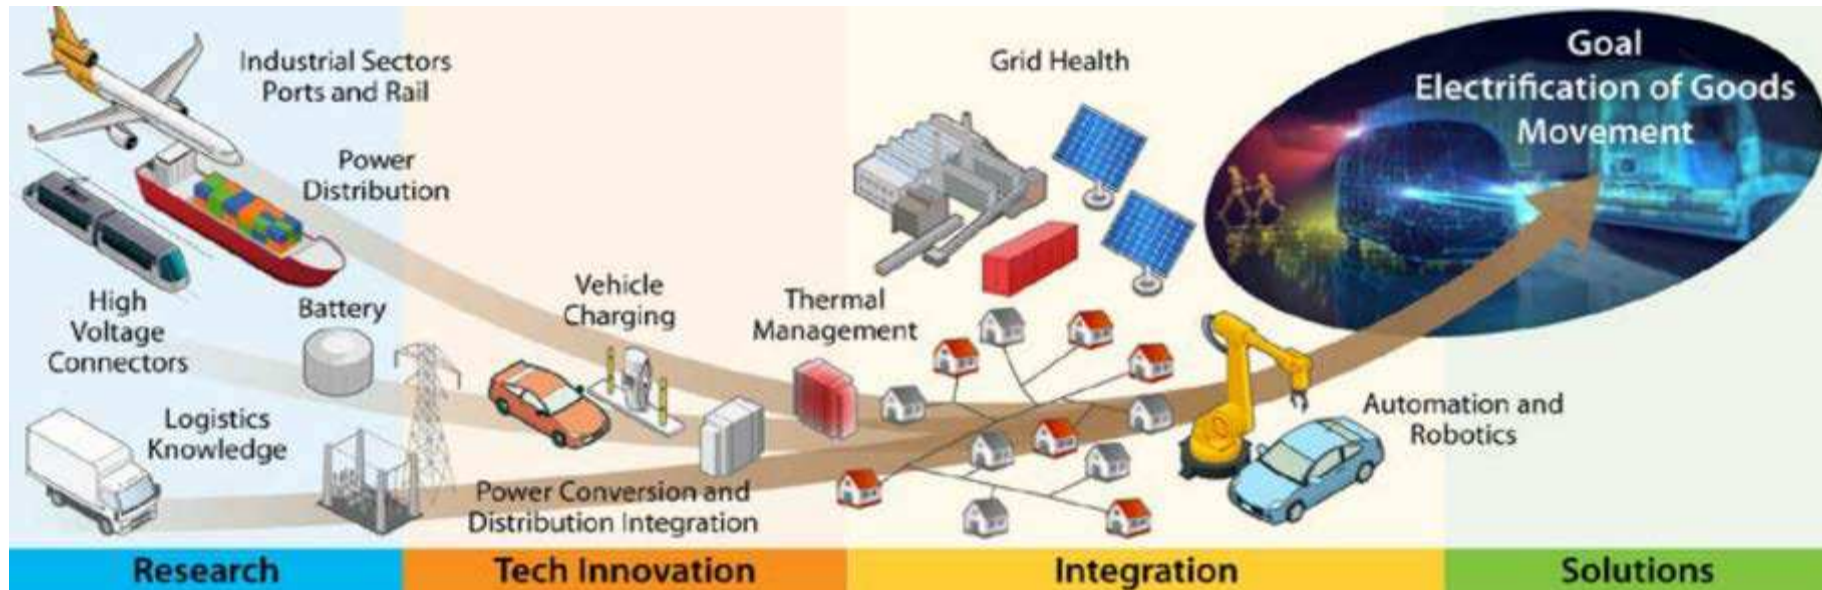 Industrial Sectors
Ports and Rail
Power
Distribution
High
Voltage
Connectors
Battery
Logistics
Knowledge
Vehicle
Charging
Thermal
Management
Power Conversion and
Distribution Integration
Grid Health
Automation and
Robotics
Goal
Electrification of Goods
Movement
Research
Tech Innovation
Integration
Solutions